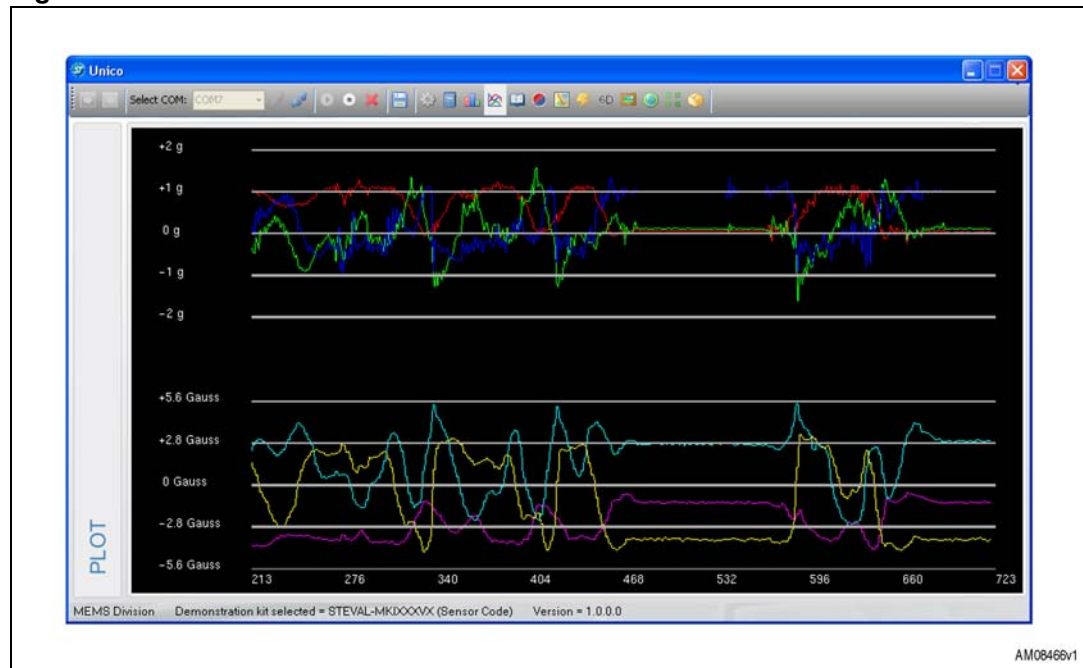 Unico
Select COM: COM7
6D
+2 g
+1 g
0 g
-1 g
-2 g
+5.6 Gauss
+2.8 Gauss
0 Gauss
-2.8 Gauss
-5.6 Gauss
213 276 340 404 468 532 596 660 723
PLOT
MEMS Division Demonstration kit selected = STEVAL-MKIXXXVX (Sensor Code) Version = 1.0.0.0
AM08466v1